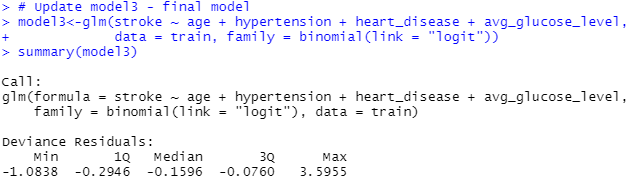 > # Update model3 - final model
> model3<-glm(stroke ~ age + hypertension + heart_disease + avg_glucose_level,
+             data = train, family = binomial(link = "logit"))
> summary(model3)

Call:
glm(formula = stroke ~ age + hypertension + heart_disease + avg_glucose_level, 
    family = binomial(link = "logit"), data = train)

Deviance Residuals: 
    Min       1Q   Median       3Q      Max  
-1.0838  -0.2946  -0.1596  -0.0760   3.5955